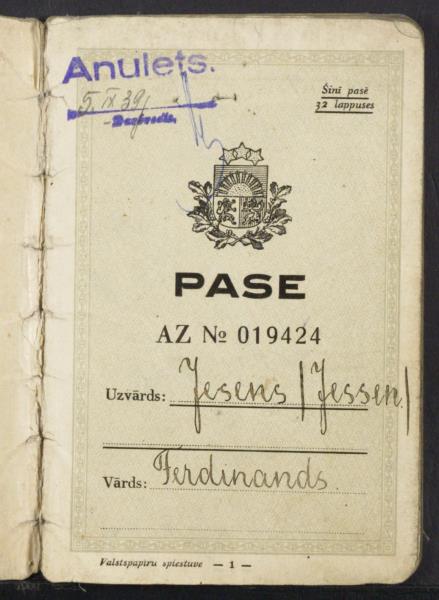 Anulets.
5. IX 39.
Šinī pasē
32 lappuses
PASE
AZ № 019424
Uzvārds: Jesens /Jessen/
Vārds: Ferdinands.
Valstspapīru spiestuve — 1 —